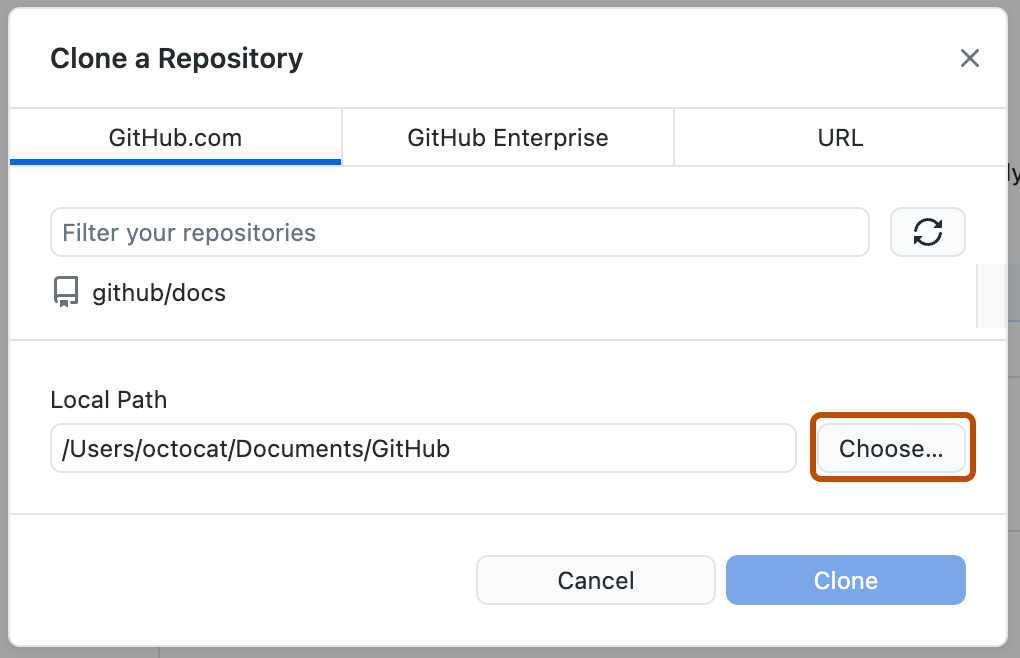 Clone a Repository
GitHub.com
GitHub Enterprise
URL
Filter your repositories
github/docs
Local Path
/Users/octocat/Documents/GitHub
Choose...
Cancel
Clone